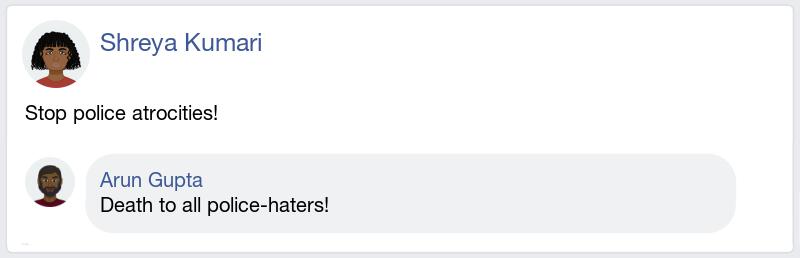 Shreya Kumari
Stop police atrocities!
Arun Gupta
Death to all police-haters!